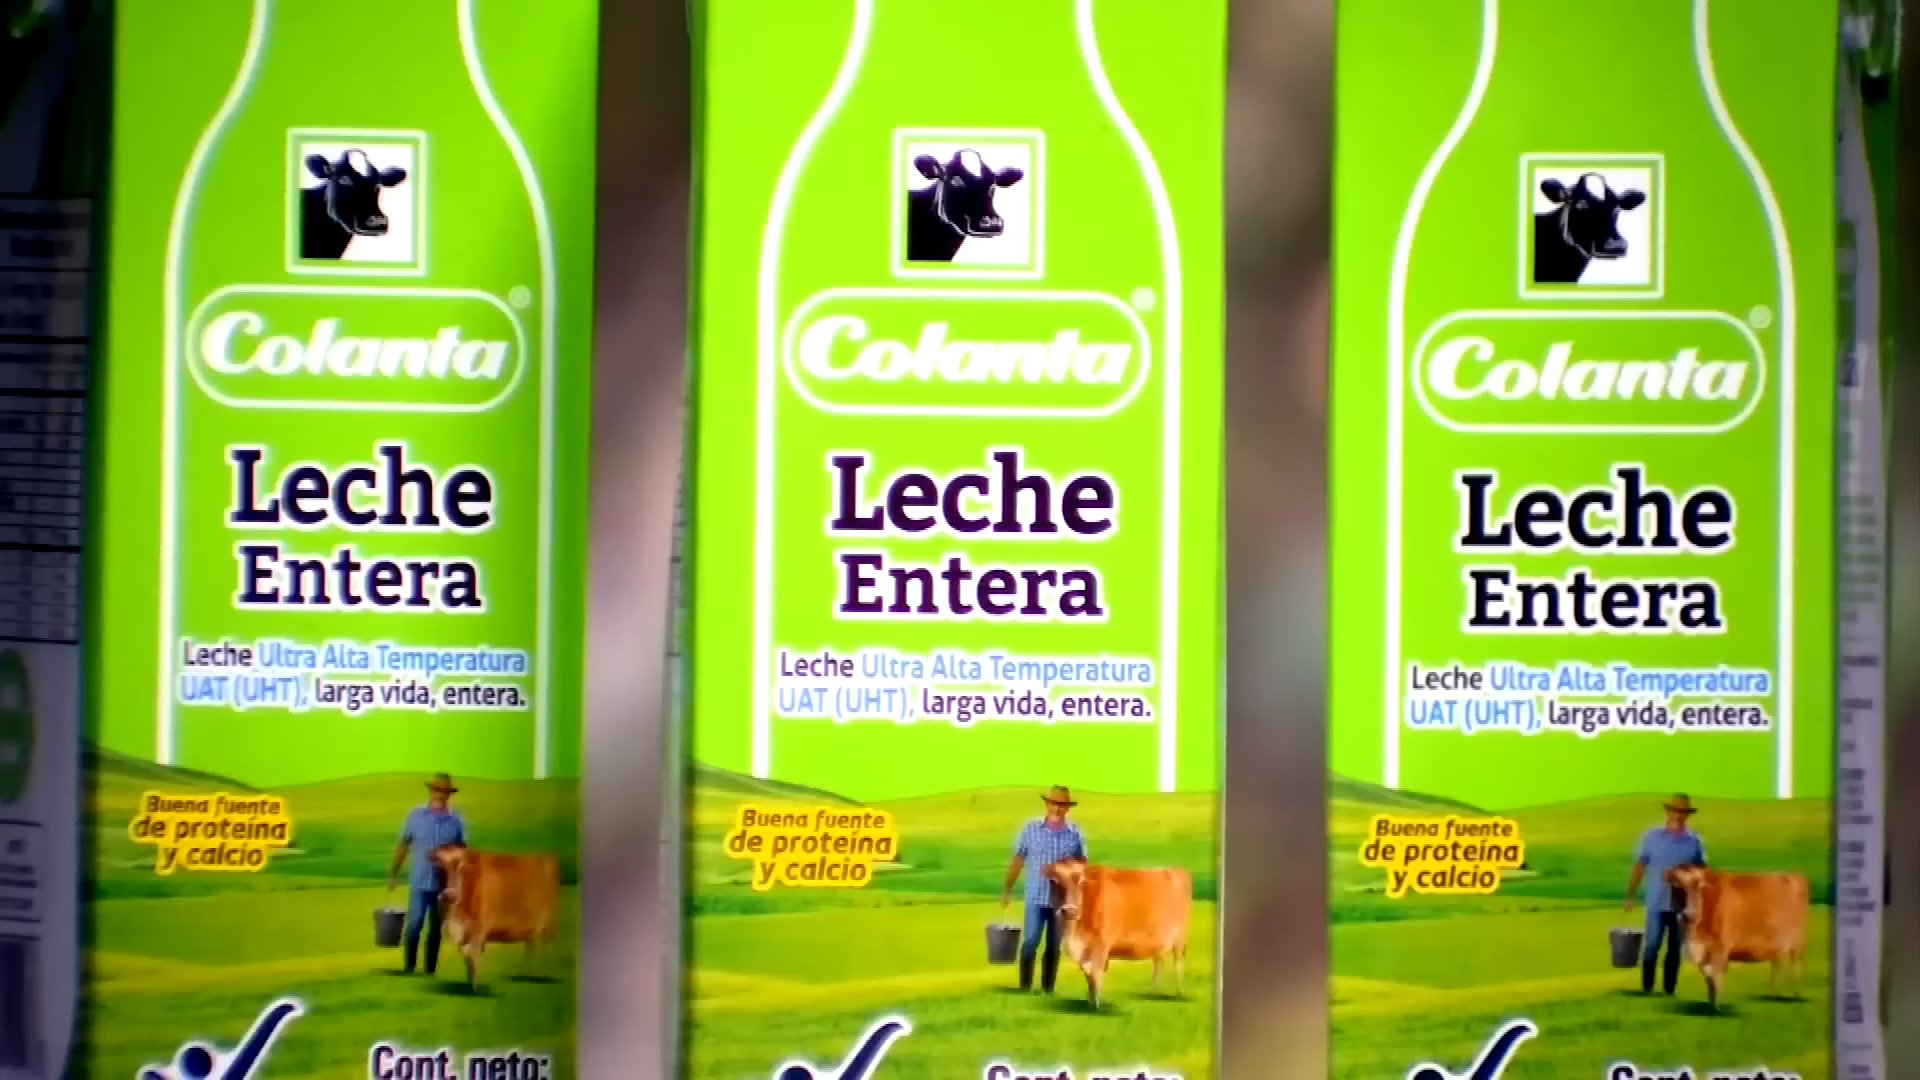 Colanta®
Leche
Entera
Leche Ultra Alta Temperatura
UAT (UHT), larga vida, entera.
Buena fuente
de proteína
y calcio
Cont. neto:
Colanta®
Leche
Entera
Leche Ultra Alta Temperatura
UAT (UHT), larga vida, entera.
Buena fuente
de proteína
y calcio
Cont. neto:
Colanta®
Leche
Entera
Leche Ultra Alta Temperatura
UAT (UHT), larga vida, entera.
Buena fuente
de proteína
y calcio
Cont. neto: